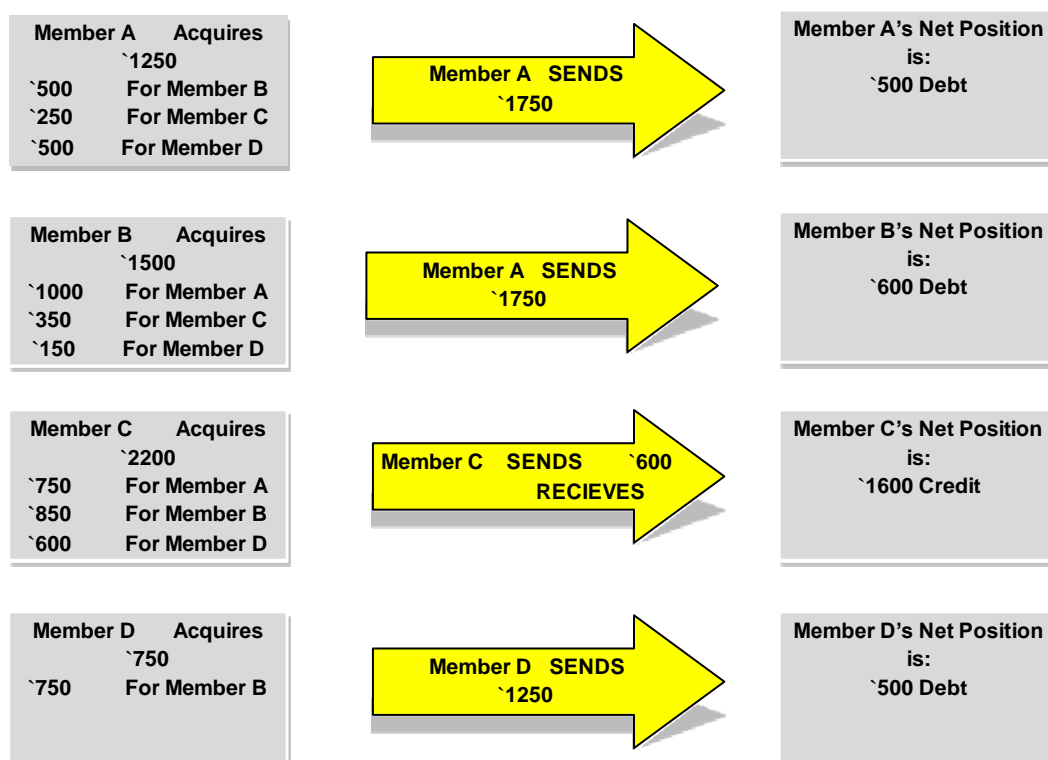 Member A Acquires
`1250
`500 For Member B
`250 For Member C
`500 For Member D
Member A SENDS
`1750
Member A’s Net Position
is:
`500 Debt
Member B Acquires
`1500
`1000 For Member A
`350 For Member C
`150 For Member D
Member A SENDS
`1750
Member B’s Net Position
is:
`600 Debt
Member C Acquires
`2200
`750 For Member A
`850 For Member B
`600 For Member D
Member C SENDS `600
RECIEVES
Member C’s Net Position
is:
`1600 Credit
Member D Acquires
`750
`750 For Member B
Member D SENDS
`1250
Member D’s Net Position
is:
`500 Debt